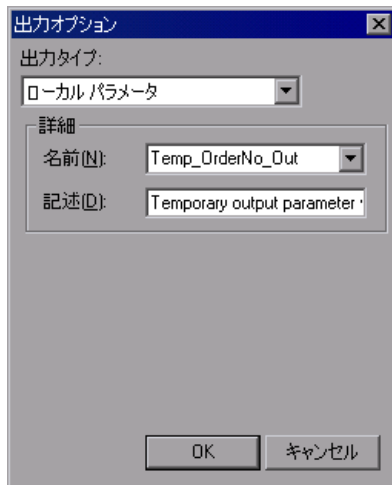 出力オプション
出力タイプ:
ローカル パラメータ
詳細
名前(N): Temp_OrderNo_Out
記述(D): Temporary output parameter
OK キャンセル